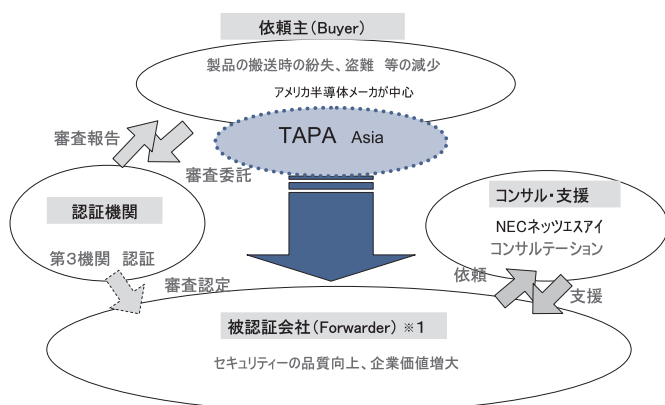 依頼主(Buyer)
製品の搬送時の紛失、盗難　等の減少
アメリカ半導体メーカが中心
TAPA Asia
審査報告
審査委託
認証機関
第3機関　認証
審査認定
コンサル・支援
NECネッツエスアイ
コンサルテーション
依頼
支援
被認証会社(Forwarder) ※1
セキュリティーの品質向上、企業価値増大